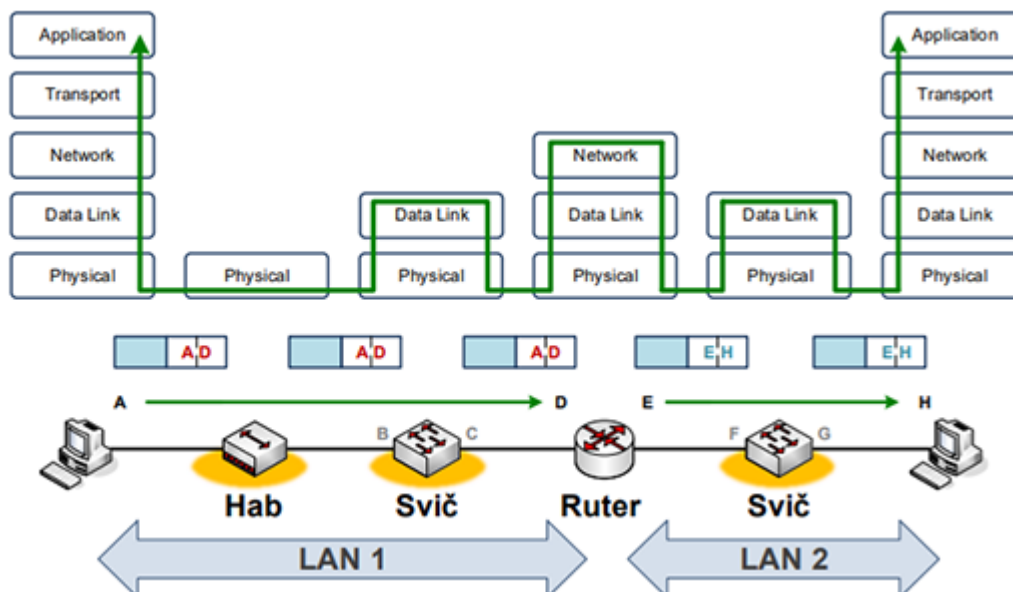 Application Application
Transport Transport
Network Network Network
Data Link Data Link Data Link Data Link Data Link
Physical Physical Physical Physical Physical Physical
A D A D A D E H E H
A D E H
B C F G
Hab Svič Ruter Svič
LAN 1 LAN 2